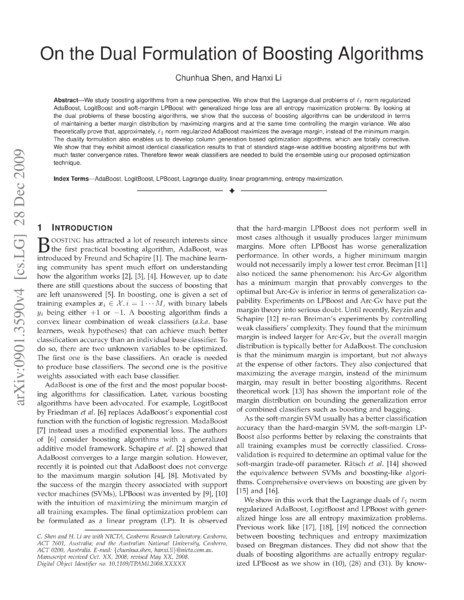 On the Dual Formulation of Boosting Algorithms
Chunhua Shen, and Hanxi Li
Abstract—We study boosting algorithms from a new perspective. We show that the Lagrange dual problems of ℓ1 norm regularized
AdaBoost, LogitBoost and soft-margin LPBoost with generalized hinge loss are all entropy maximization problems. By looking at
the dual problems of these boosting algorithms, we show that the success of boosting algorithms can be understood in terms
of maintaining a better margin distribution by maximizing margins and at the same time controlling the margin variance. We also
theoretically prove that, approximately, ℓ1 norm regularized AdaBoost maximizes the average margin, instead of the minimum margin.
The duality formulation also enables us to develop column generation based optimization algorithms, which are totally corrective.
We show that they exhibit almost identical classification results to that of standard stage-wise additive boosting algorithms but with
much faster convergence rates. Therefore fewer weak classifiers are needed to build the ensemble using our proposed optimization
technique.
Index Terms—AdaBoost, LogitBoost, LPBoost, Lagrange duality, linear programming, entropy maximization.
arXiv:0901.3590v4 [cs.LG] 28 Dec 2009
1 INTRODUCTION
BOOSTING has attracted a lot of research interests since
the first practical boosting algorithm, AdaBoost, was
introduced by Freund and Schapire [1]. The machine learn-
ing community has spent much effort on understanding
how the algorithm works [2], [3], [4]. However, up to date
there are still questions about the success of boosting that
are left unanswered [5]. In boosting, one is given a set of
training examples xi ∈ X, i = 1 · · · M, with binary labels
yi being either +1 or −1. A boosting algorithm finds a
convex linear combination of weak classifiers (a.k.a. base
learners, weak hypotheses) that can achieve much better
classification accuracy than an individual base classifier. To
do so, there are two unknown variables to be optimized.
The first one is the base classifiers. An oracle is needed
to produce base classifiers. The second one is the positive
weights associated with each base classifier.
AdaBoost is one of the first and the most popular boost-
ing algorithms for classification. Later, various boosting
algorithms have been advocated. For example, LogitBoost
by Friedman et al. [6] replaces AdaBoost's exponential cost
function with the function of logistic regression. MadaBoost
[7] instead uses a modified exponential loss. The authors
of [6] consider boosting algorithms with a generalized
additive model framework. Schapire et al. [2] showed that
AdaBoost converges to a large margin solution. However,
recently it is pointed out that AdaBoost does not converge
to the maximum margin solution [4], [8]. Motivated by
the success of the margin theory associated with support
vector machines (SVMs), LPBoost was invented by [9], [10]
with the intuition of maximizing the minimum margin of
all training examples. The final optimization problem can
be formulated as a linear program (LP). It is observed
C. Shen and H. Li are with NICTA, Canberra Research Laboratory, Canberra,
ACT 2601, Australia; and the Australian National University, Canberra,
ACT 0200, Australia. E-mail: {chunhua.shen, hanxi.li}@nicta.com.au.
Manuscript received Oct. XX, 2008; revised May XX, 2008.
Digital Object Identifier no. 10.1109/TPAMI.2008.XXXXX
that the hard-margin LPBoost does not perform well in
most cases although it usually produces larger minimum
margins. More often LPBoost has worse generalization
performance. In other words, a higher minimum margin
would not necessarily imply a lower test error. Breiman [11]
also noticed the same phenomenon: his Arc-Gv algorithm
has a minimum margin that provably converges to the
optimal but Arc-Gv is inferior in terms of generalization ca-
pability. Experiments on LPBoost and Arc-Gv have put the
margin theory into serious doubt. Until recently, Reyzin and
Schapire [12] re-ran Breiman's experiments by controlling
weak classifiers' complexity. They found that the minimum
margin is indeed larger for Arc-Gv, but the overall margin
distribution is typically better for AdaBoost. The conclusion
is that the minimum margin is important, but not always
at the expense of other factors. They also conjectured that
maximizing the average margin, instead of the minimum
margin, may result in better boosting algorithms. Recent
theoretical work [13] has shown the important role of the
margin distribution on bounding the generalization error
of combined classifiers such as boosting and bagging.
As the soft-margin SVM usually has a better classification
accuracy than the hard-margin SVM, the soft-margin LP-
Boost also performs better by relaxing the constraints that
all training examples must be correctly classified. Cross-
validation is required to determine an optimal value for the
soft-margin trade-off parameter. Rätsch et al. [14] showed
the equivalence between SVMs and boosting-like algori-
thms. Comprehensive overviews on boosting are given by
[15] and [16].
We show in this work that the Lagrange duals of ℓ1 norm
regularized AdaBoost, LogitBoost and LPBoost with gener-
alized hinge loss are all entropy maximization problems.
Previous work like [17], [18], [19] noticed the connection
between boosting techniques and entropy maximization
based on Bregman distances. They did not show that the
duals of boosting algorithms are actually entropy regular-
ized LPBoost as we show in (10), (28) and (31). By know-